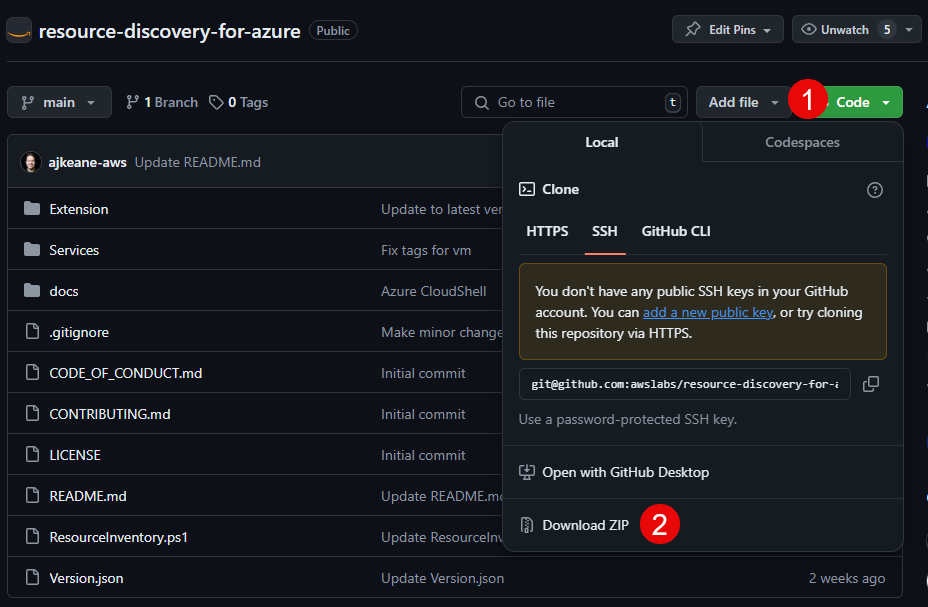 resource-discovery-for-azure Public Edit Pins Unwatch 5
main 1 Branch 0 Tags Go to file t Add file 1 Code
Local Codespaces
ajkeane-aws Update README.md
Clone
HTTPS SSH GitHub CLI
You don't have any public SSH keys in your GitHub
account. You can add a new public key, or try cloning
this repository via HTTPS.
git@github.com:awslabs/resource-discovery-for-a
Use a password-protected SSH key.
Open with GitHub Desktop
Download ZIP 2
Extension Update to latest ver
Services Fix tags for vm
docs Azure CloudShell
.gitignore Make minor change
CODE_OF_CONDUCT.md Initial commit
CONTRIBUTING.md Initial commit
LICENSE Initial commit
README.md Update README.md
ResourceInventory.ps1 Update ResourceInv
Version.json Update Version.json 2 weeks ago